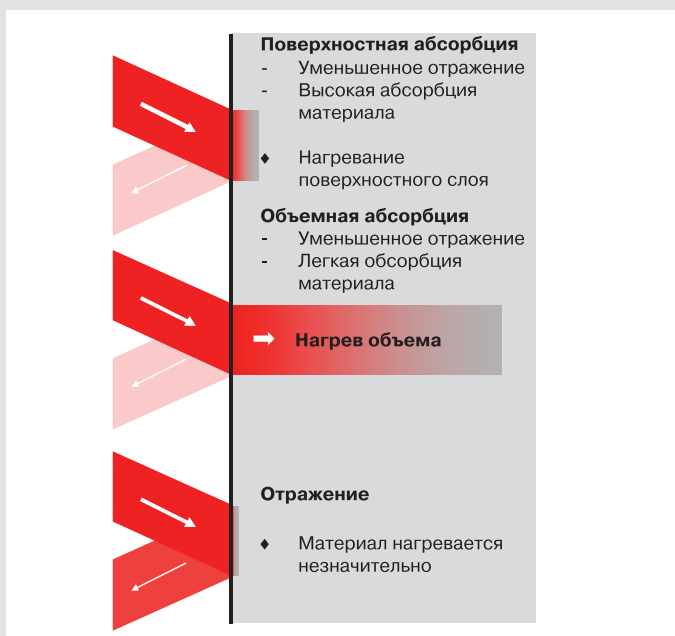 Поверхностная абсорбция
- Уменьшенное отражение
- Высокая абсорбция
материала
♦ Нагревание
поверхностного слоя
Объемная абсорбция
- Уменьшенное отражение
- Легкая обсорбция
материала
Нагрев объема
Отражение
♦ Материал нагревается
незначительно